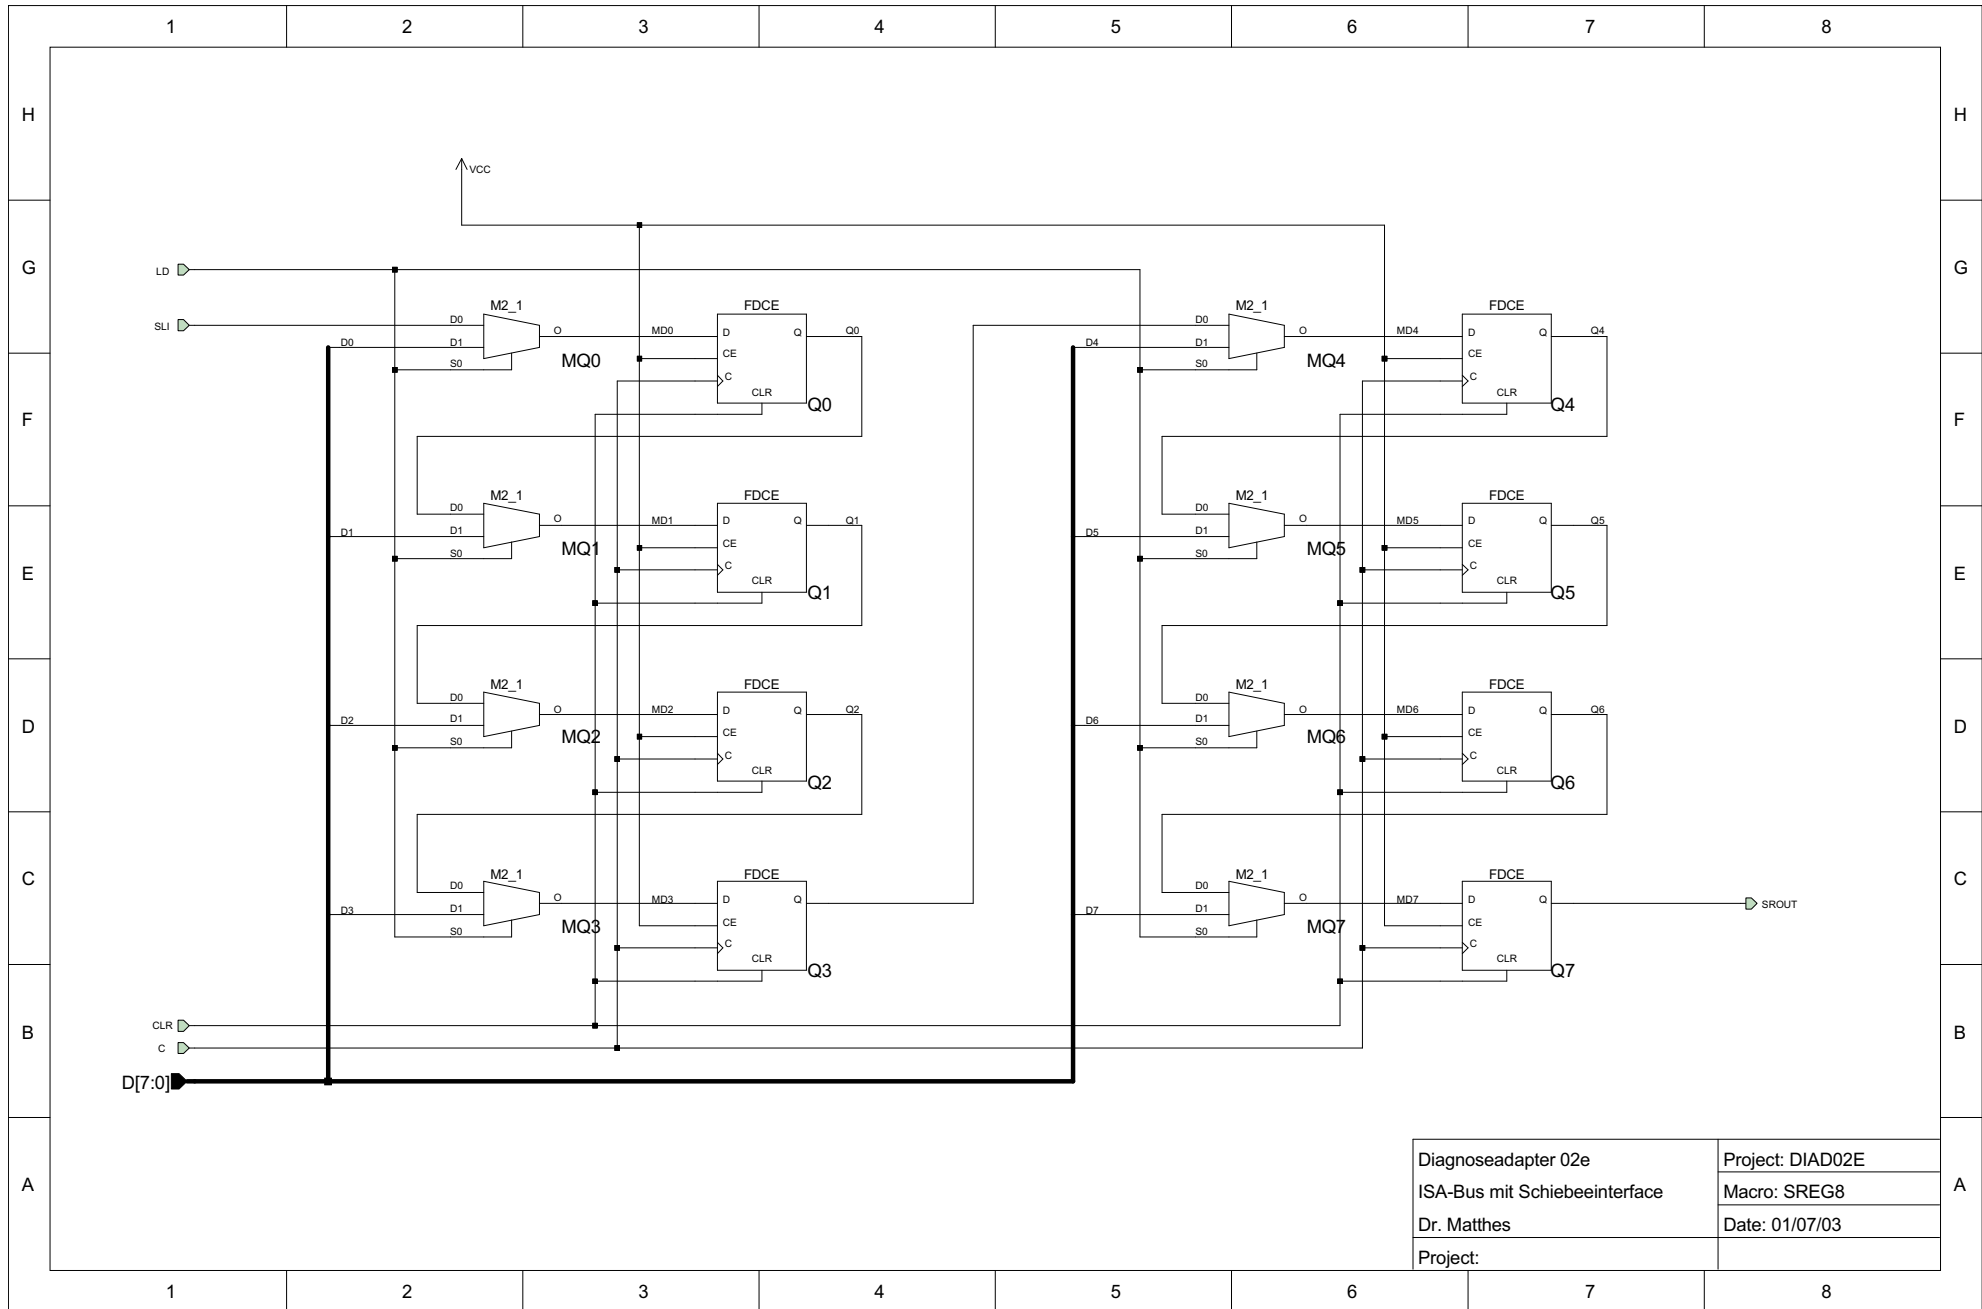 1 2 3 4 5 6 7 8
H H
VCC
G G
LD
M2_1 FDCE M2_1 FDCE
SLI D0 O MD0 D Q Q0 D0 O MD4 D Q Q4
D0 D1 CE D4 D1 CE
S0 MQ0 C S0 MQ4 C
CLR CLR
Q0 Q4
F F
M2_1 FDCE M2_1 FDCE
D0 O MD1 D Q Q1 D0 O MD5 D Q Q5
D1 D1 CE D5 D1 CE
S0 MQ1 C S0 MQ5 C
E E
CLR CLR
Q1 Q5
M2_1 FDCE M2_1 FDCE
D0 O MD2 D Q Q2 D0 O MD6 D Q Q6
D D2 D1 CE D6 D1 CE D
S0 MQ2 C S0 MQ6 C
CLR CLR
Q2 Q6
M2_1 FDCE M2_1 FDCE
C C
D0 O MD3 D Q D0 O MD7 D Q SROUT
D3 D1 CE D7 D1 CE
S0 MQ3 C S0 MQ7 C
CLR CLR
Q3 Q7
CLR
B B
C
D[7:0]
Diagnoseadapter 02e Project: DIAD02E
A A
ISA-Bus mit Schiebeeinterface Macro: SREG8
Dr. Matthes Date: 01/07/03
Project:
1 2 3 4 5 6 7 8